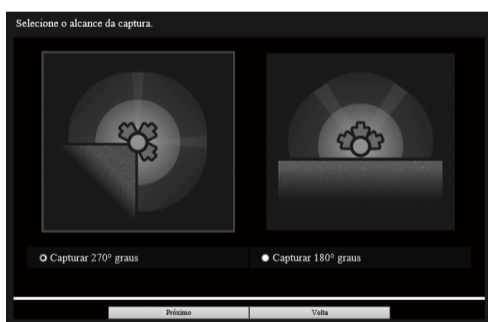 Selecione o alcance da captura.
Capturar 270° graus
Capturar 180° graus
Próximo
Volta